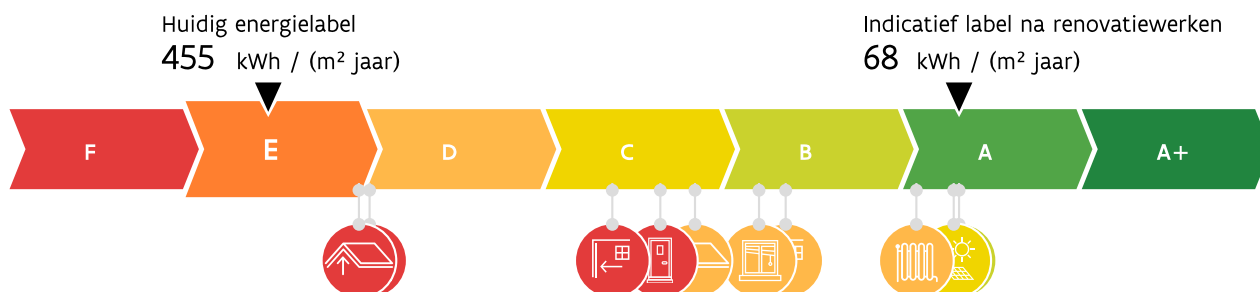 Huidig energielabel
455 kWh / (m² jaar)
Indicatief label na renovatiewerken
68 kWh / (m² jaar)
F E D C B A A+